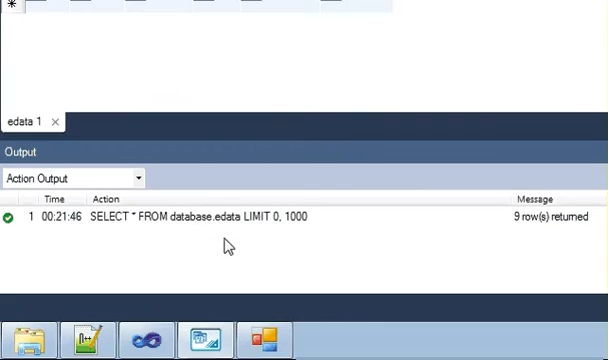 edata 1
Output
Action Output
Time Action Message
1 00:21:46 SELECT * FROM database.edata LIMIT 0, 1000 9 row(s) returned